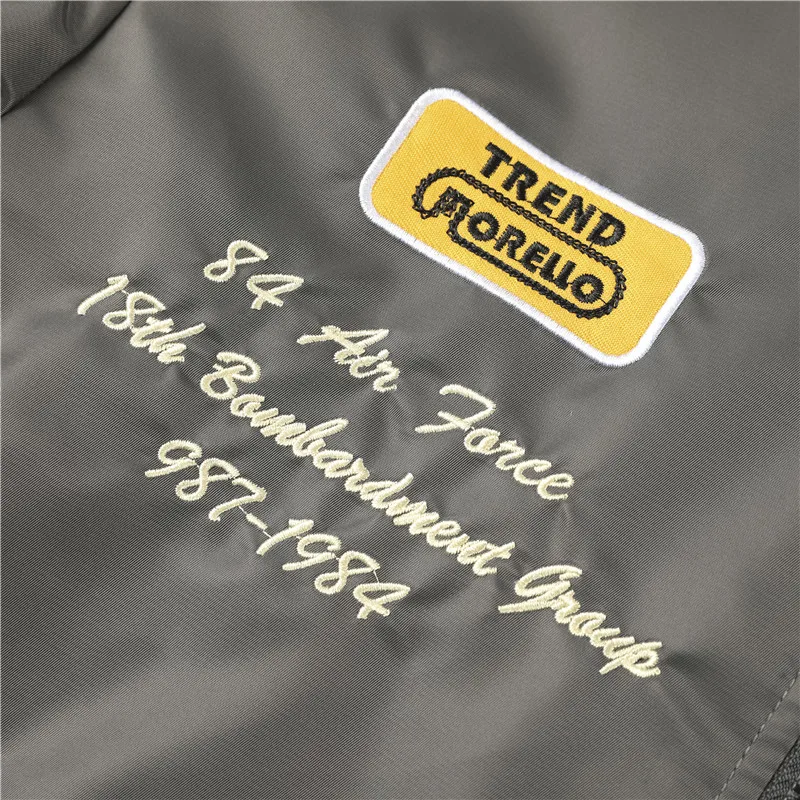 TREND
MORELLO
84 Air Force
18th Bombardment Group
987-1984